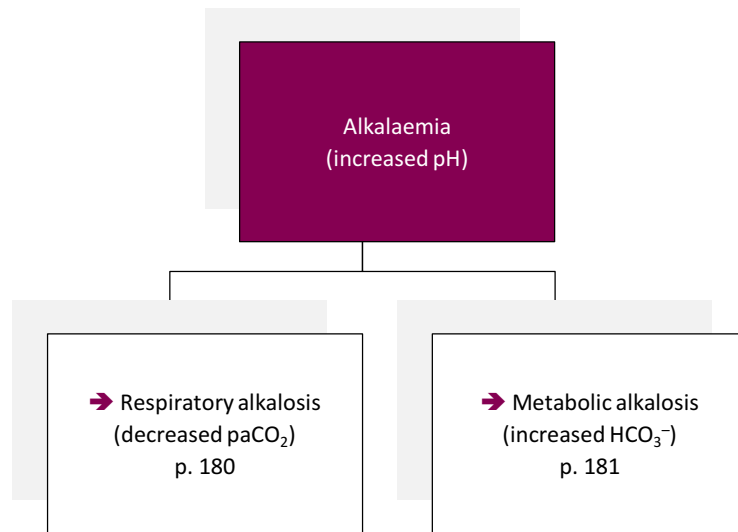 Alkalaemia
(increased pH)
➔ Respiratory alkalosis
(decreased paCO₂)
p. 180
➔ Metabolic alkalosis
(increased HCO₃⁻)
p. 181